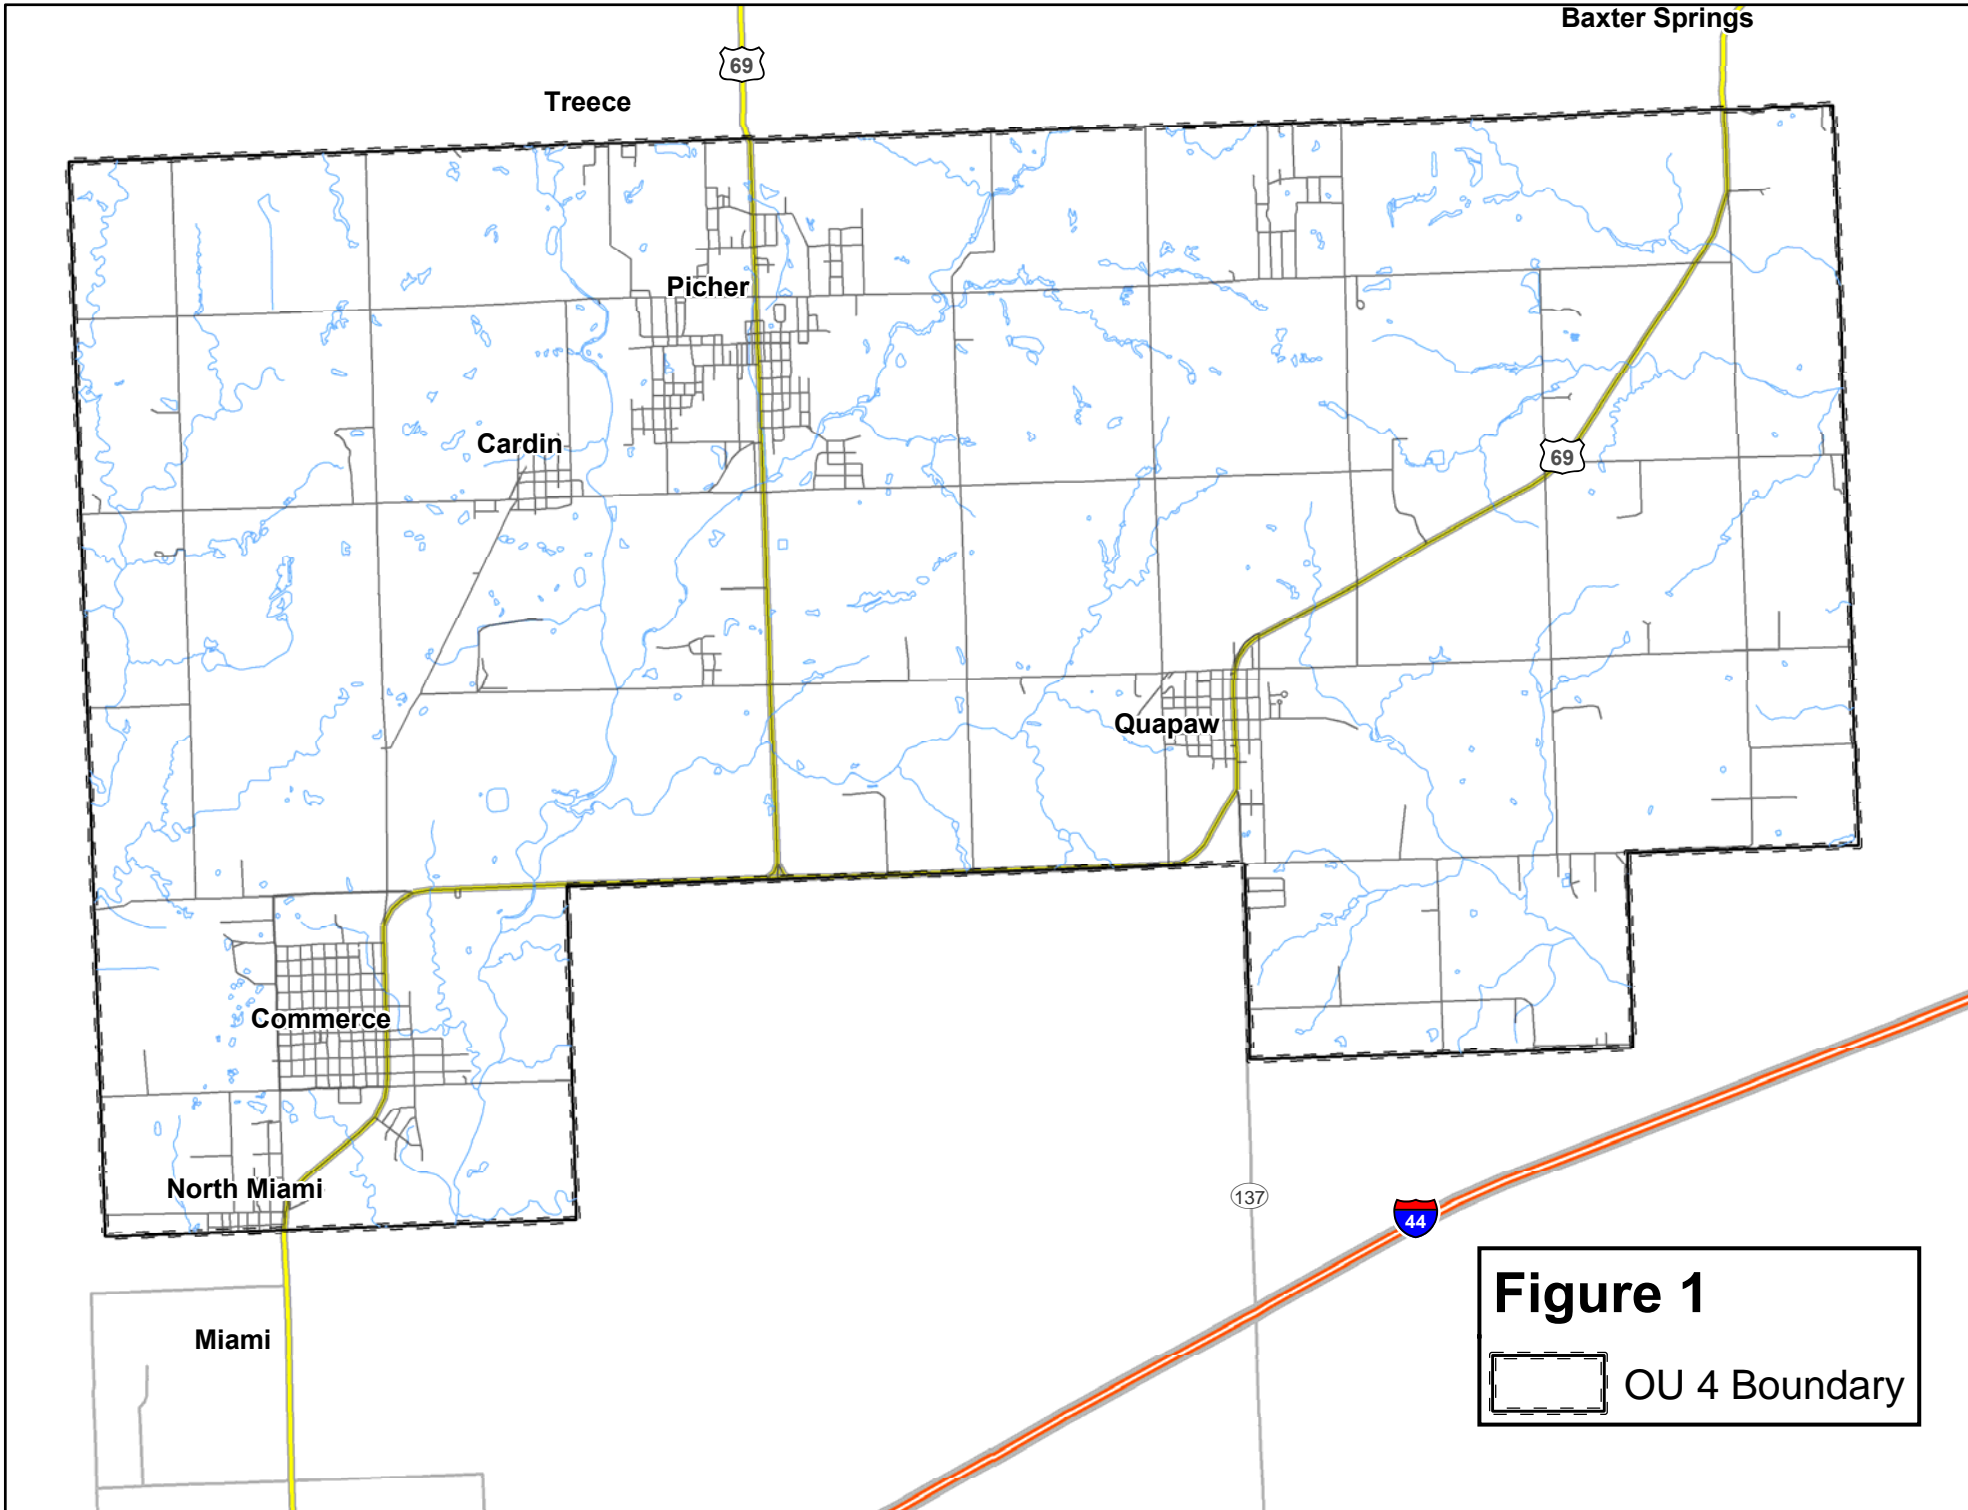 Baxter Springs
69
Treece
Picher
Cardin
69
Quapaw
Commerce
North Miami
137
44
Figure 1
Miami
OU 4 Boundary